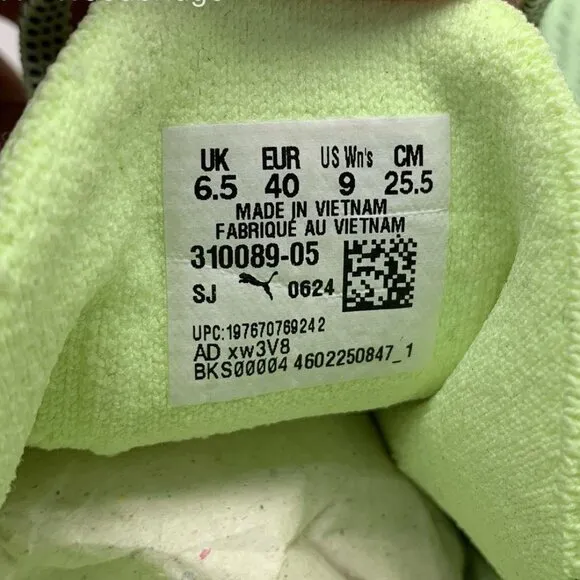 UK EUR US Wn's CM
6.5 40 9 25.5
MADE IN VIETNAM
FABRIQUÉ AU VIETNAM
310089-05
SJ 0624
UPC:197670769242
AD xw3V8
BKS00004 4602250847_1